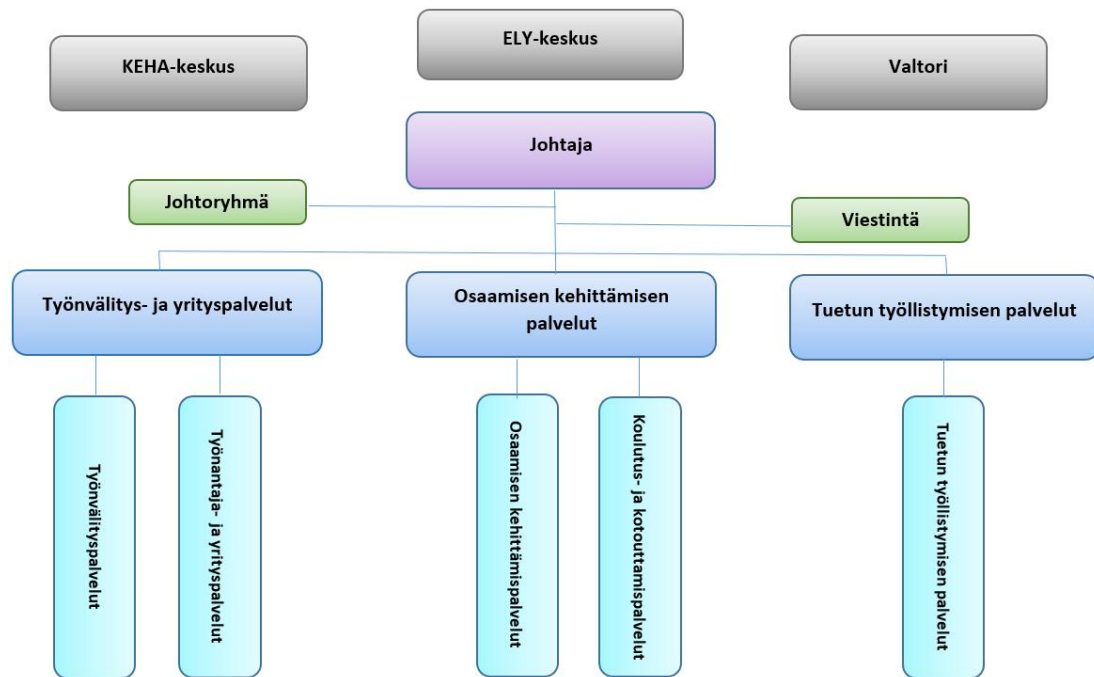 ELY-keskus
KEHA-keskus
Valtori
Johtaja
Johtoryhmä
Viestintä
Työnvälitys- ja yrityspalvelut
Osaamisen kehittämisen
palvelut
Tuetun työllistymisen palvelut
Työnvälityspalvelut
Työnantaja- ja yrityspalvelut
Osaamisen kehittämispalvelut
Koulutus- ja kotouttamispalvelut
Tuetun työllistymisen palvelut